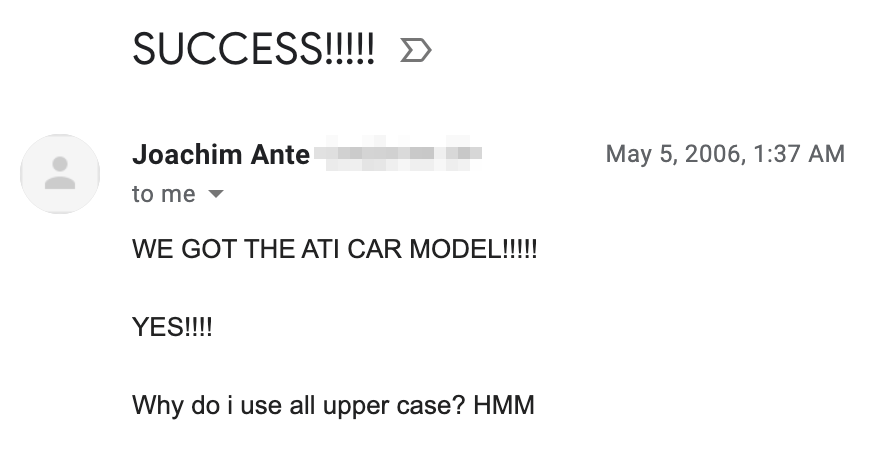 SUCCESS!!!!!
Joachim Ante
May 5, 2006, 1:37 AM
to me
WE GOT THE ATI CAR MODEL!!!!!
YES!!!!
Why do i use all upper case? HMM